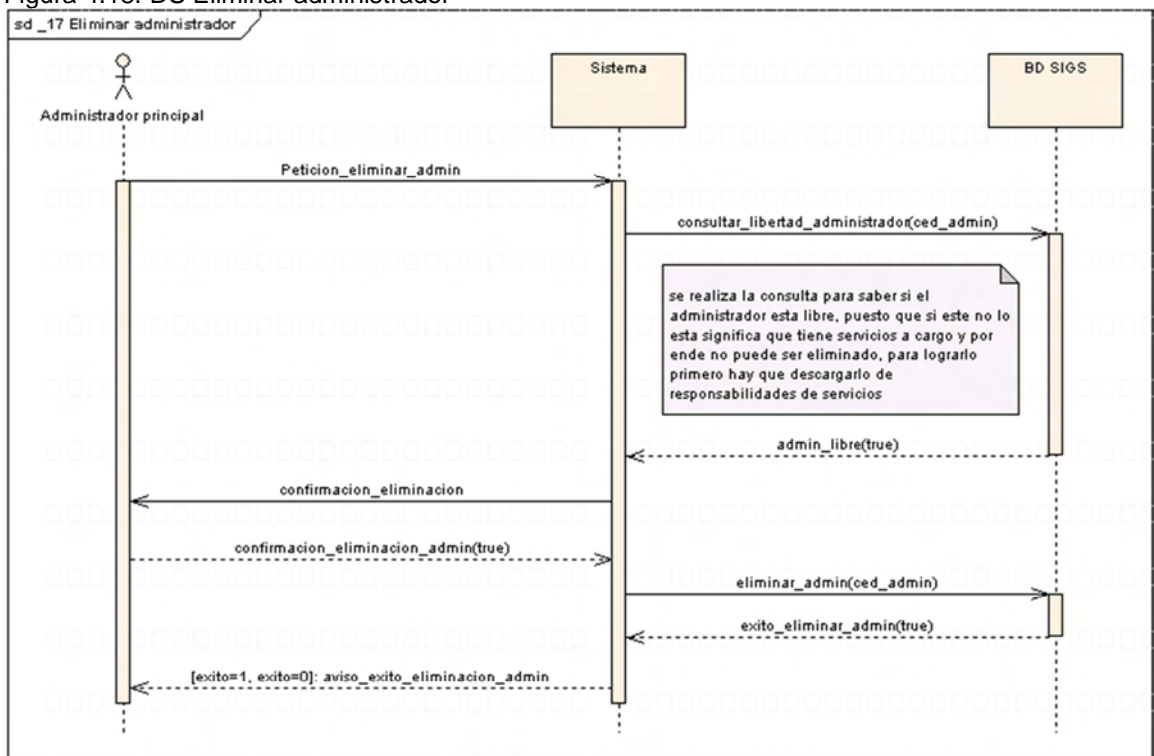 Figura 4.18. DS Eliminar administrador
sd _17 Eliminar administrador
Sistema
BD SIGS
Administrador principal
Peticion_eliminar_admin
consultar_libertad_administrador(ced_admin)
se realiza la consulta para saber si el
administrador esta libre, puesto que si este no lo
esta significa que tiene servicios a cargo y por
ende no puede ser eliminado, para lograrlo
primero hay que descargarlo de
responsabilidades de servicios
admin_libre(true)
confirmacion_eliminacion
confirmacion_eliminacion_admin(true)
eliminar_admin(ced_admin)
exito_eliminar_admin(true)
[exito=1, exito=0]: aviso_exito_eliminacion_admin